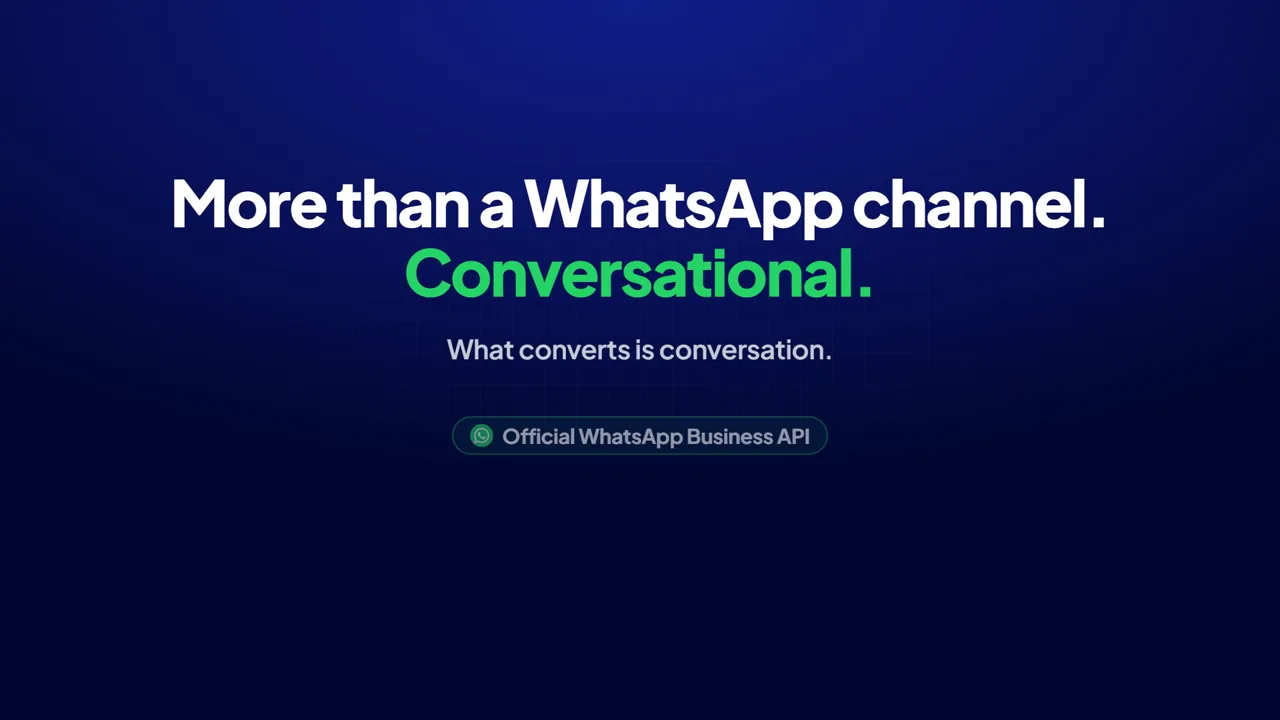 More than a WhatsApp channel.
Conversational.
What converts is conversation.
Official WhatsApp Business API